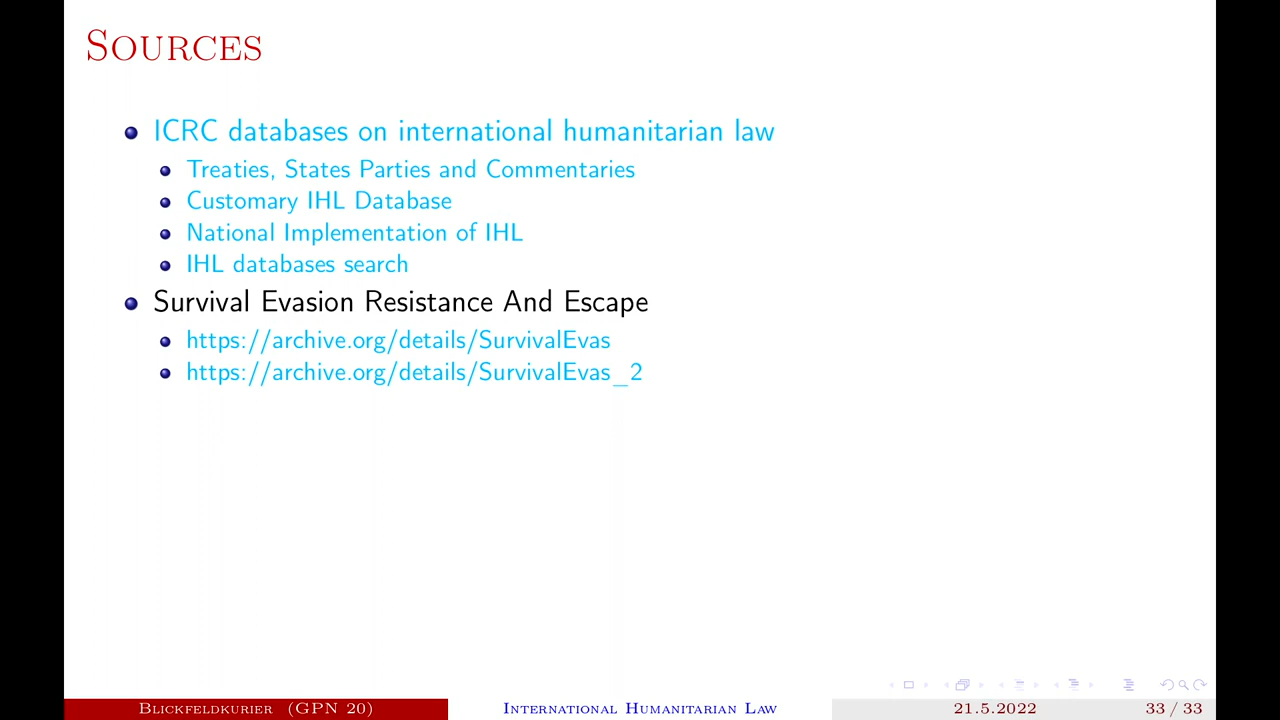 Sources
ICRC databases on international humanitarian law
Treaties, States Parties and Commentaries
Customary IHL Database
National Implementation of IHL
IHL databases search
Survival Evasion Resistance And Escape
https://archive.org/details/SurvivalEvas
https://archive.org/details/SurvivalEvas_2
Blickfeldkurier (GPN 20) International Humanitarian Law 21.5.2022 33 / 33